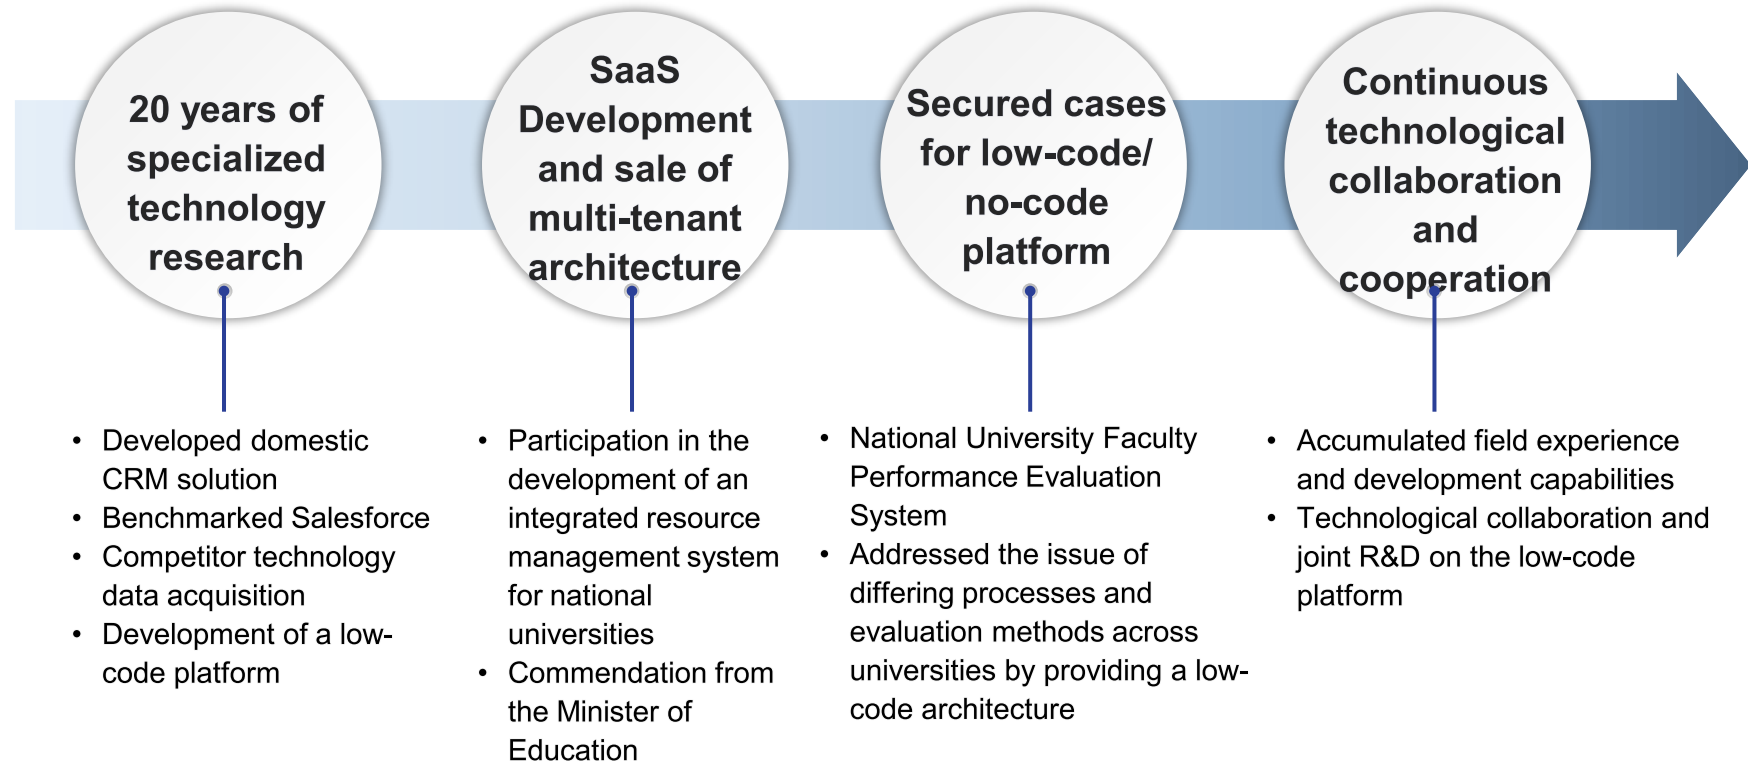 20 years of
specialized
technology
research
SaaS
Development
and sale of
multi-tenant
architecture
Secured cases
for low-code/
no-code
platform
Continuous
technological
collaboration
and
cooperation
• Developed domestic
CRM solution
• Benchmarked Salesforce
• Competitor technology
data acquisition
• Development of a low-
code platform
• Participation in the
development of an
integrated resource
management system
for national
universities
• Commendation from
the Minister of
Education
• National University Faculty
Performance Evaluation
System
• Addressed the issue of
differing processes and
evaluation methods across
universities by providing a low-
code architecture
• Accumulated field experience
and development capabilities
• Technological collaboration and
joint R&D on the low-code
platform